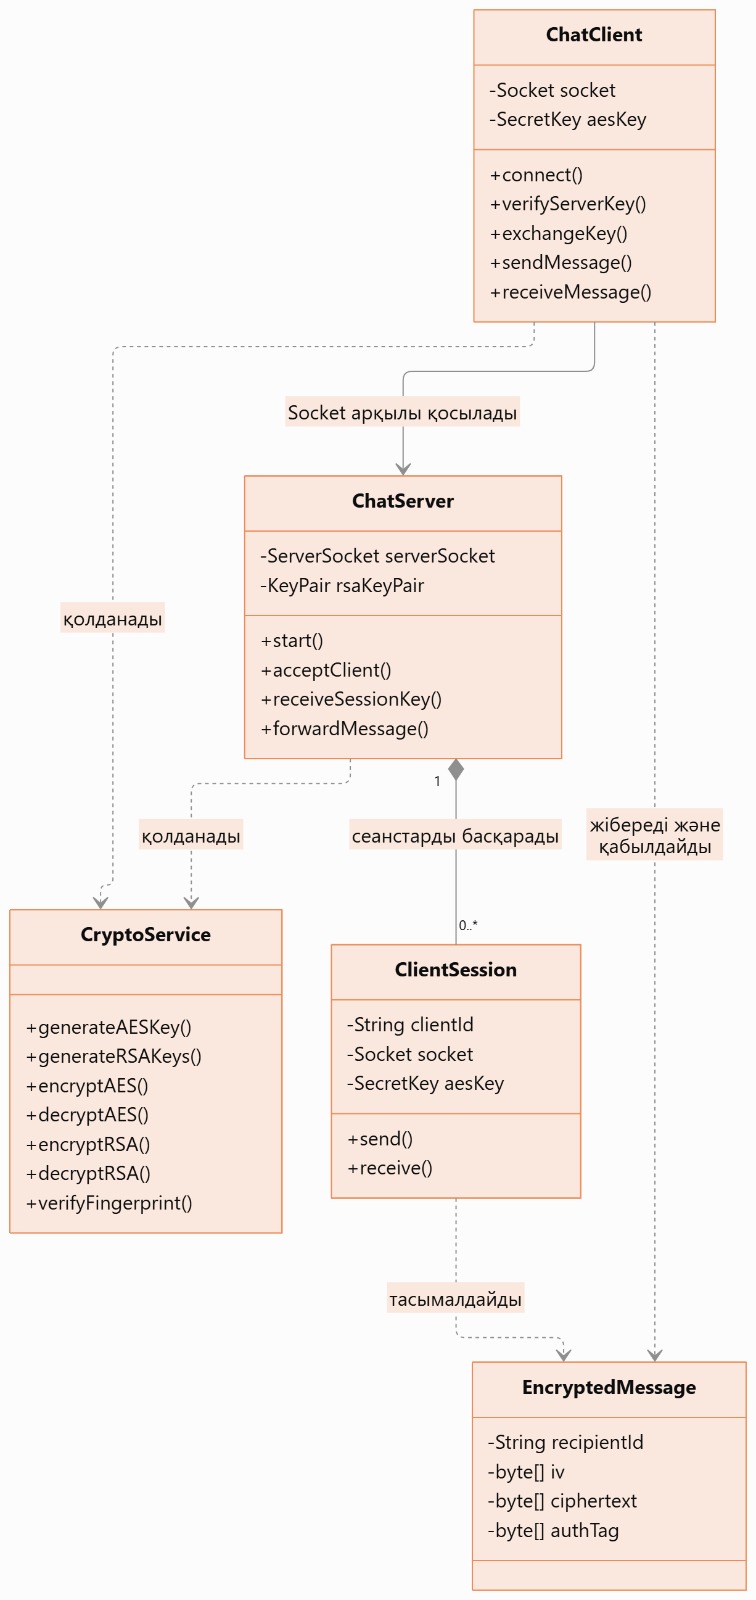 ChatClient
-Socket socket
-SecretKey aesKey
+connect()
+verifyServerKey()
+exchangeKey()
+sendMessage()
+receiveMessage()
Socket арқылы қосылады
ChatServer
-ServerSocket serverSocket
-KeyPair rsaKeyPair
+start()
+acceptClient()
+receiveSessionKey()
+forwardMessage()
қолданады
1
қолданады
сеанстарды басқарады
жібереді және
қабылдайды
0..*
CryptoService
+generateAESKey()
+generateRSAKeys()
+encryptAES()
+decryptAES()
+encryptRSA()
+decryptRSA()
+verifyFingerprint()
ClientSession
-String clientId
-Socket socket
-SecretKey aesKey
+send()
+receive()
тасымалдайды
EncryptedMessage
-String recipientId
-byte[] iv
-byte[] ciphertext
-byte[] authTag